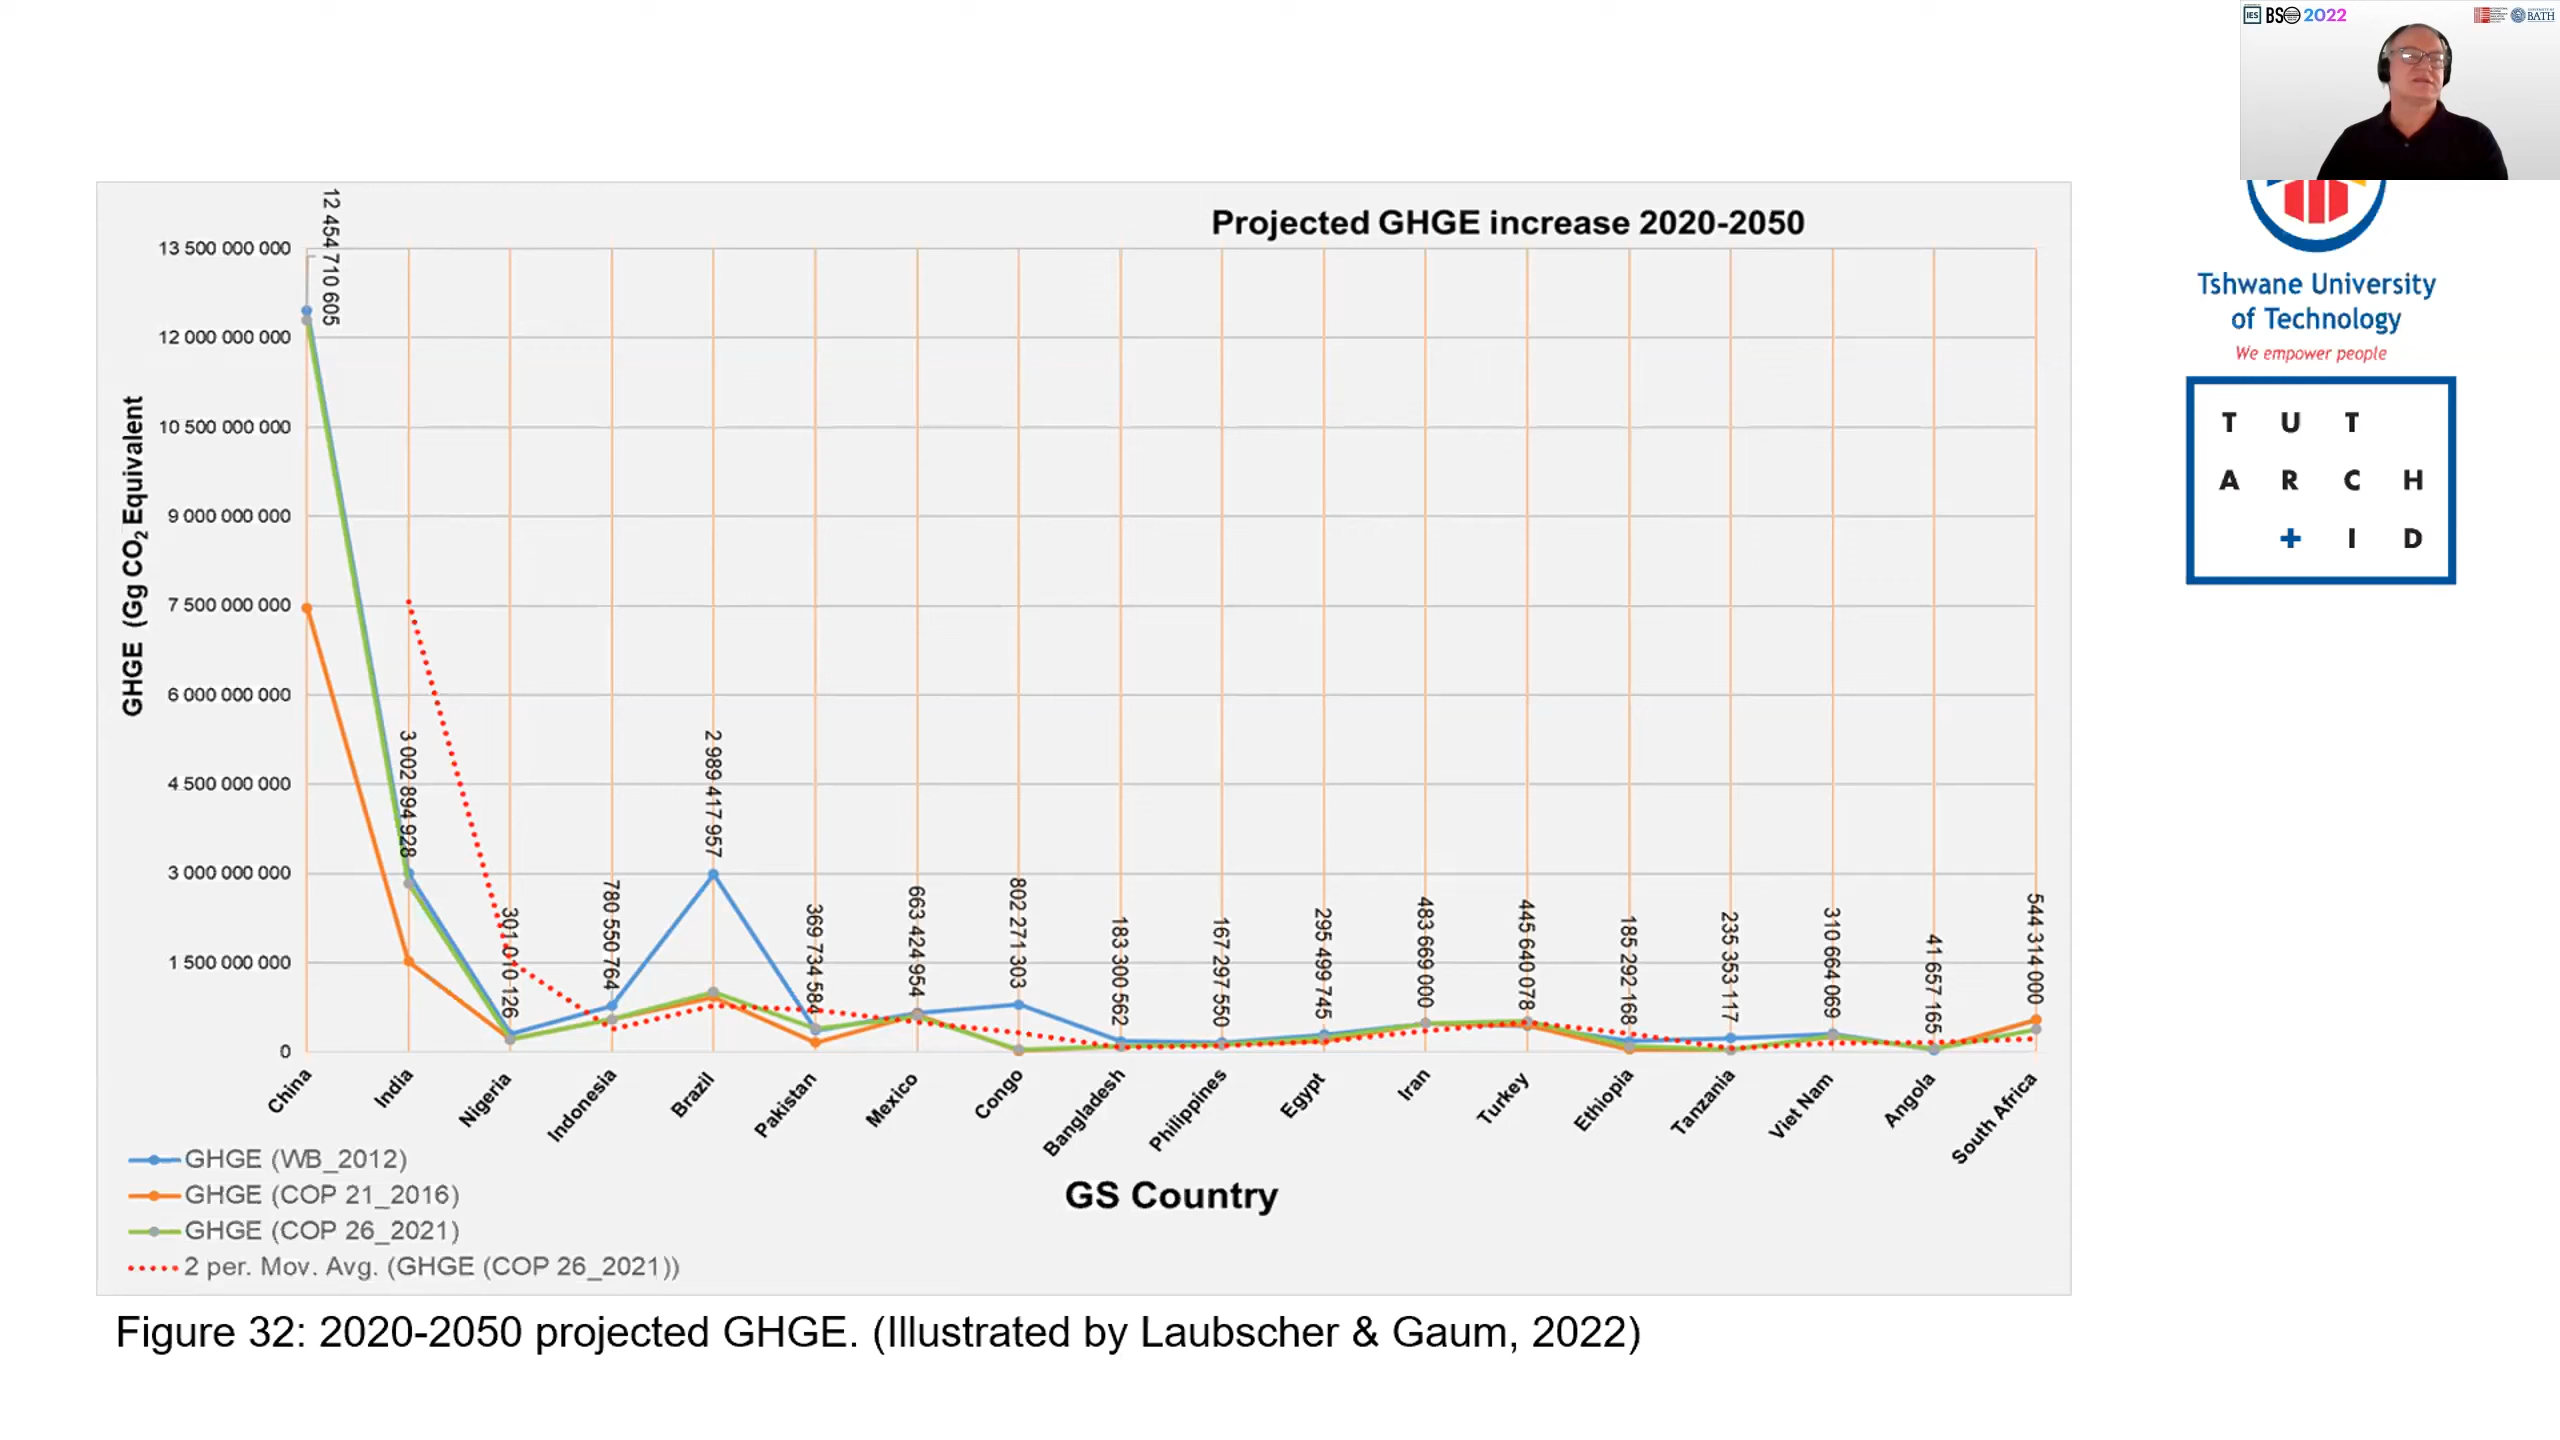 IES BSO 2022
BATH
Projected GHGE increase 2020-2050
GHGE (Gg CO₂ Equivalent
13 500 000 000
12 000 000 000
10 500 000 000
9 000 000 000
7 500 000 000
6 000 000 000
4 500 000 000
3 000 000 000
1 500 000 000
0
12 454 710 605
3 002 894 928
301 010 126
780 550 764
2 989 417 957
369 734 584
663 424 954
802 271 303
183 300 562
167 297 550
295 499 745
483 669 000
445 640 078
185 292 168
235 353 117
310 664 069
41 657 165
544 314 000
China
India
Nigeria
Indonesia
Brazil
Pakistan
Mexico
Congo
Bangladesh
Philippines
Egypt
Iran
Turkey
Ethiopia
Tanzania
Viet Nam
Angola
South Africa
GS Country
GHGE (WB_2012)
GHGE (COP 21_2016)
GHGE (COP 26_2021)
2 per. Mov. Avg. (GHGE (COP 26_2021))
Figure 32: 2020-2050 projected GHGE. (Illustrated by Laubscher & Gaum, 2022)
Tshwane University
of Technology
We empower people
T U T
A R C H
+ I D